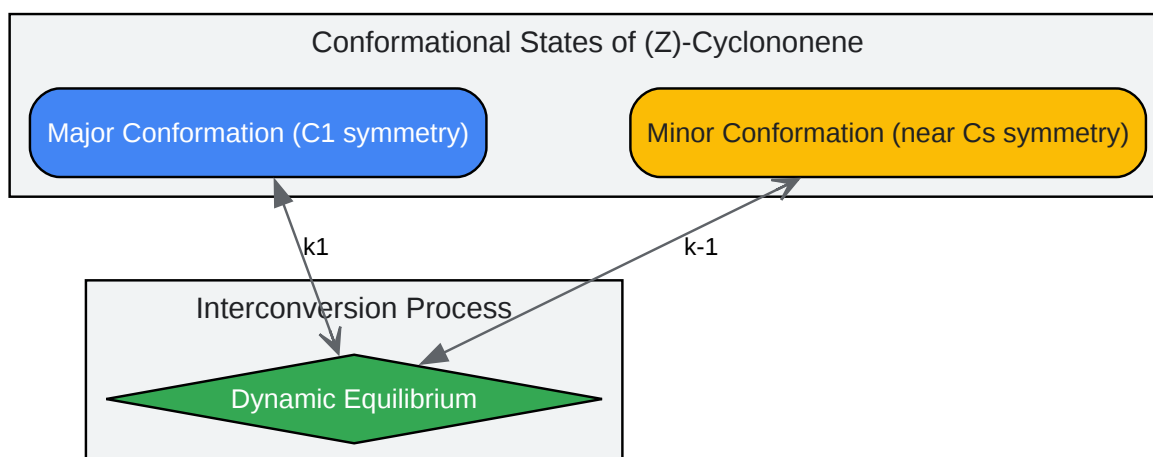 Conformational States of (Z)-Cyclononene
Major Conformation (C1 symmetry)
Minor Conformation (near Cs symmetry)
k1
k-1
Interconversion Process
Dynamic Equilibrium